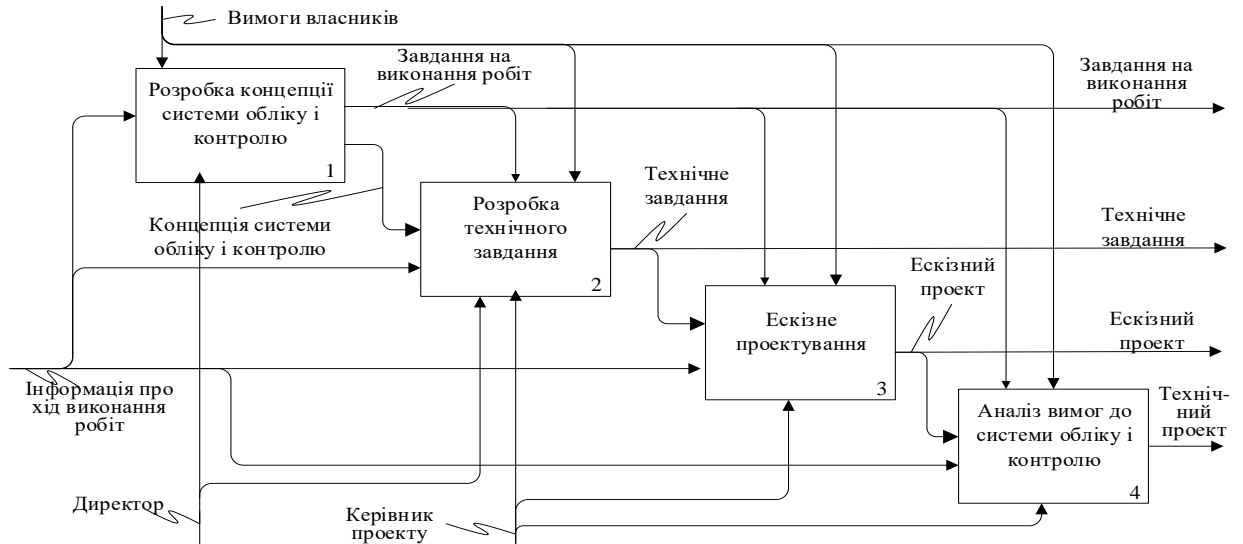 Вимоги власників
Завдання на
виконання робіт
Завдання на
виконання
робіт
Розробка концепції
системи обліку і
контролю
1
Концепція системи
обліку і контролю
Розробка
технічного
завдання
2
Технічне
завдання
Технічне
завдання
Ескізний
проект
Ескізне
проектування
3
Ескізний
проект
Інформація про
хід виконання
робіт
Аналіз вимог до
системи обліку і
контролю
4
Техніч-
ний
проект
Директор
Керівник
проекту